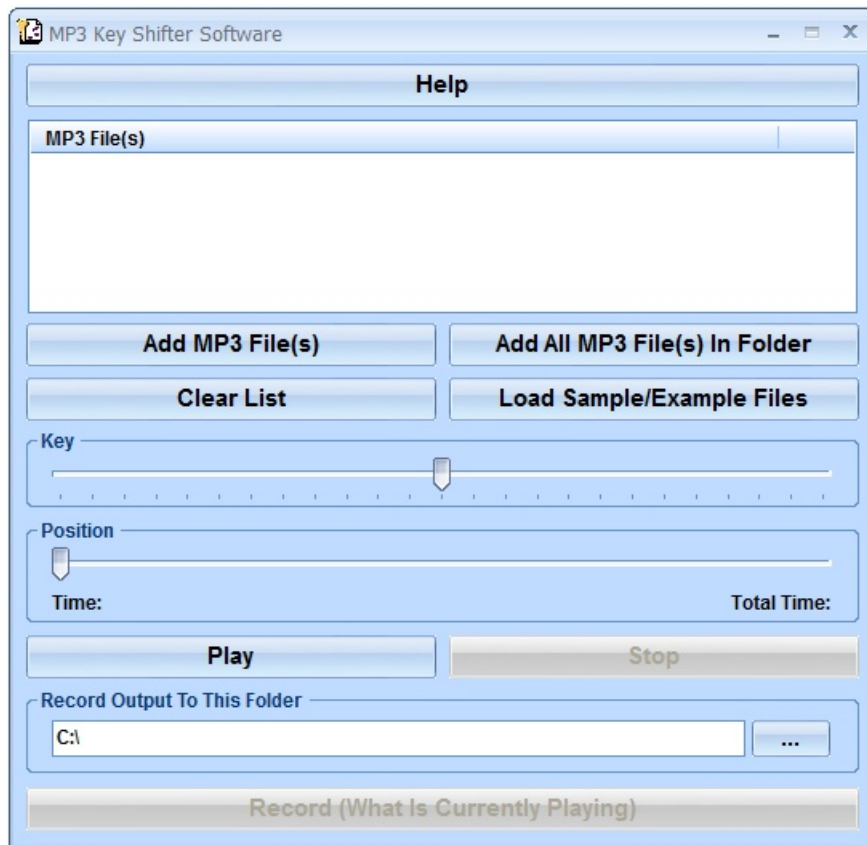 MP3 Key Shifter Software
Help
MP3 File(s)
Add MP3 File(s)
Add All MP3 File(s) In Folder
Clear List
Load Sample/Example Files
Key
Position
Time:
Total Time:
Play
Stop
Record Output To This Folder
C:\
...
Record (What Is Currently Playing)